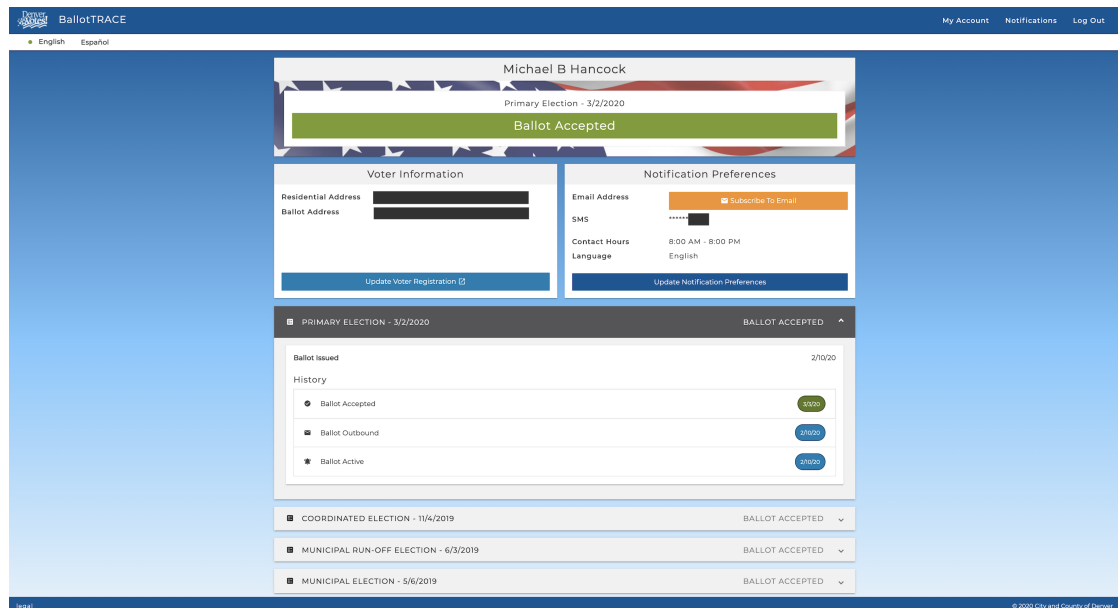 Denver Votes! BallotTRACE My Account Notifications Log Out
English Español
Michael B Hancock
Primary Election - 3/2/2020
Ballot Accepted
Voter Information
Residential Address
Ballot Address
Update Voter Registration
Notification Preferences
Email Address Subscribe To Email
SMS ******
Contact Hours 8:00 AM - 8:00 PM
Language English
Update Notification Preferences
PRIMARY ELECTION - 3/2/2020 BALLOT ACCEPTED
Ballot Issued 2/10/20
History
Ballot Accepted 3/3/20
Ballot Outbound 2/10/20
Ballot Active 2/10/20
COORDINATED ELECTION - 11/4/2019 BALLOT ACCEPTED
MUNICIPAL RUN-OFF ELECTION - 6/3/2019 BALLOT ACCEPTED
MUNICIPAL ELECTION - 5/6/2019 BALLOT ACCEPTED
legal © 2020 City and County of Denver